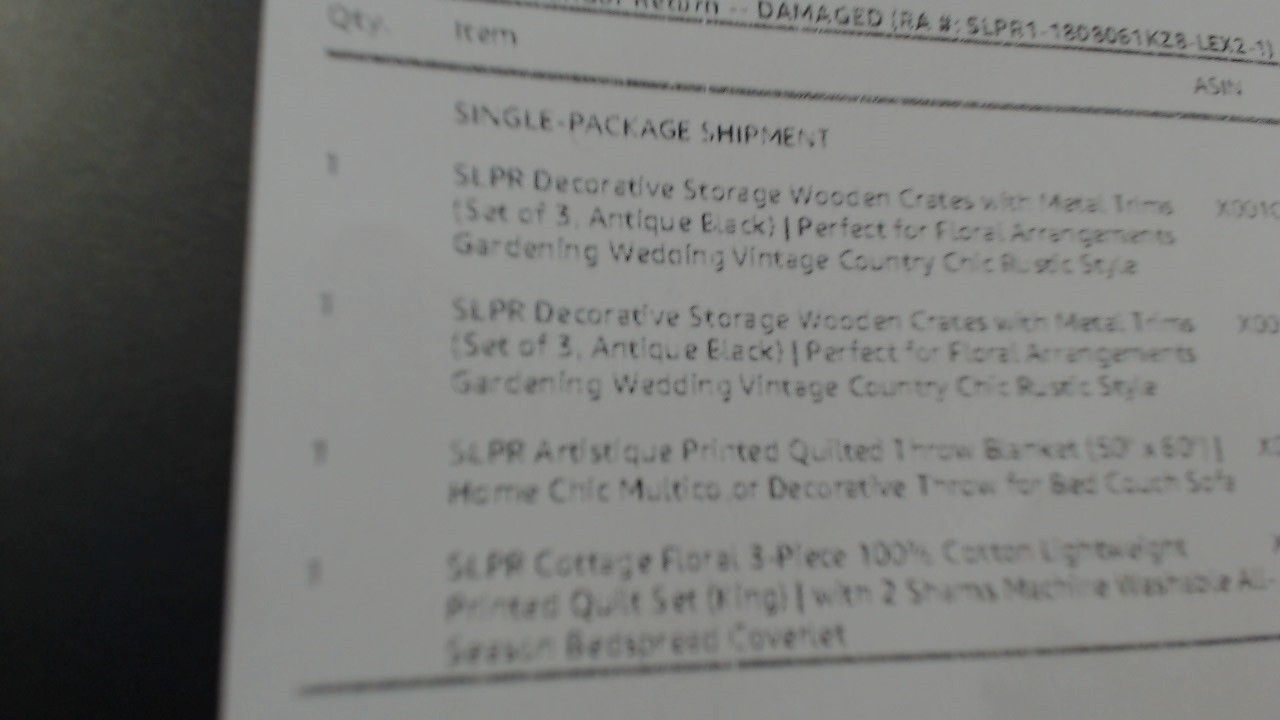 Return -- DAMAGED (RA #: SLPR1-1808061KZ8-LEX2-1)
Qty. Item ASIN
SINGLE-PACKAGE SHIPMENT
1 SLPR Decorative Storage Wooden Crates with Metal Trims
(Set of 3, Antique Black) | Perfect for Floral Arrangements
Gardening Wedding Vintage Country Chic Rustic Style
1 SLPR Decorative Storage Wooden Crates with Metal Trims
(Set of 3, Antique Black) | Perfect for Floral Arrangements
Gardening Wedding Vintage Country Chic Rustic Style
1 SLPR Artistique Printed Quilted Throw Blanket (50" x 60") |
Home Chic Multicolor Decorative Throw for Bed Couch Sofa
1 SLPR Cottage Floral 3-Piece 100% Cotton Lightweight
Printed Quilt Set (King) | with 2 Shams Machine Washable All-
Season Bedspread Coverlet